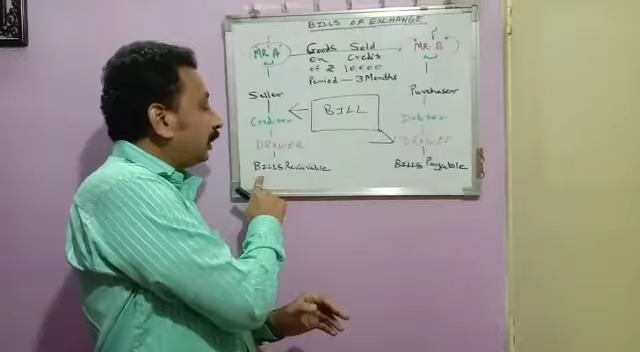 BILLS OF EXCHANGE
MR. A Goods Sold MR. B
on Credit
of ₹ 10000
Period - 3 Months
Seller Purchaser
BILL
Creditor Debtor
DRAWER DRAWEE
BILLS Receivable BILLS Payable